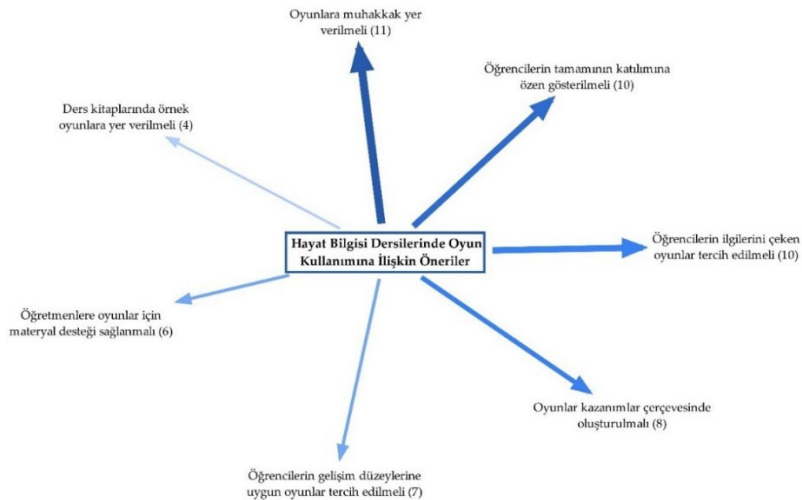 Oyunlara muhakkak yer
verilmeli (11)
Öğrencilerin tamamının katılımına
özen gösterilmeli (10)
Ders kitaplarında örnek
oyunlara yer verilmeli (4)
Hayat Bilgisi Dersilerinde Oyun
Kullanımına İlişkin Öneriler
Öğrencilerin ilgilerini çeken
oyunlar tercih edilmeli (10)
Öğretmenlere oyunlar için
materyal desteği sağlanmalı (6)
Oyunlar kazanımlar çerçevesinde
oluşturulmalı (8)
Öğrencilerin gelişim düzeylerine
uygun oyunlar tercih edilmeli (7)